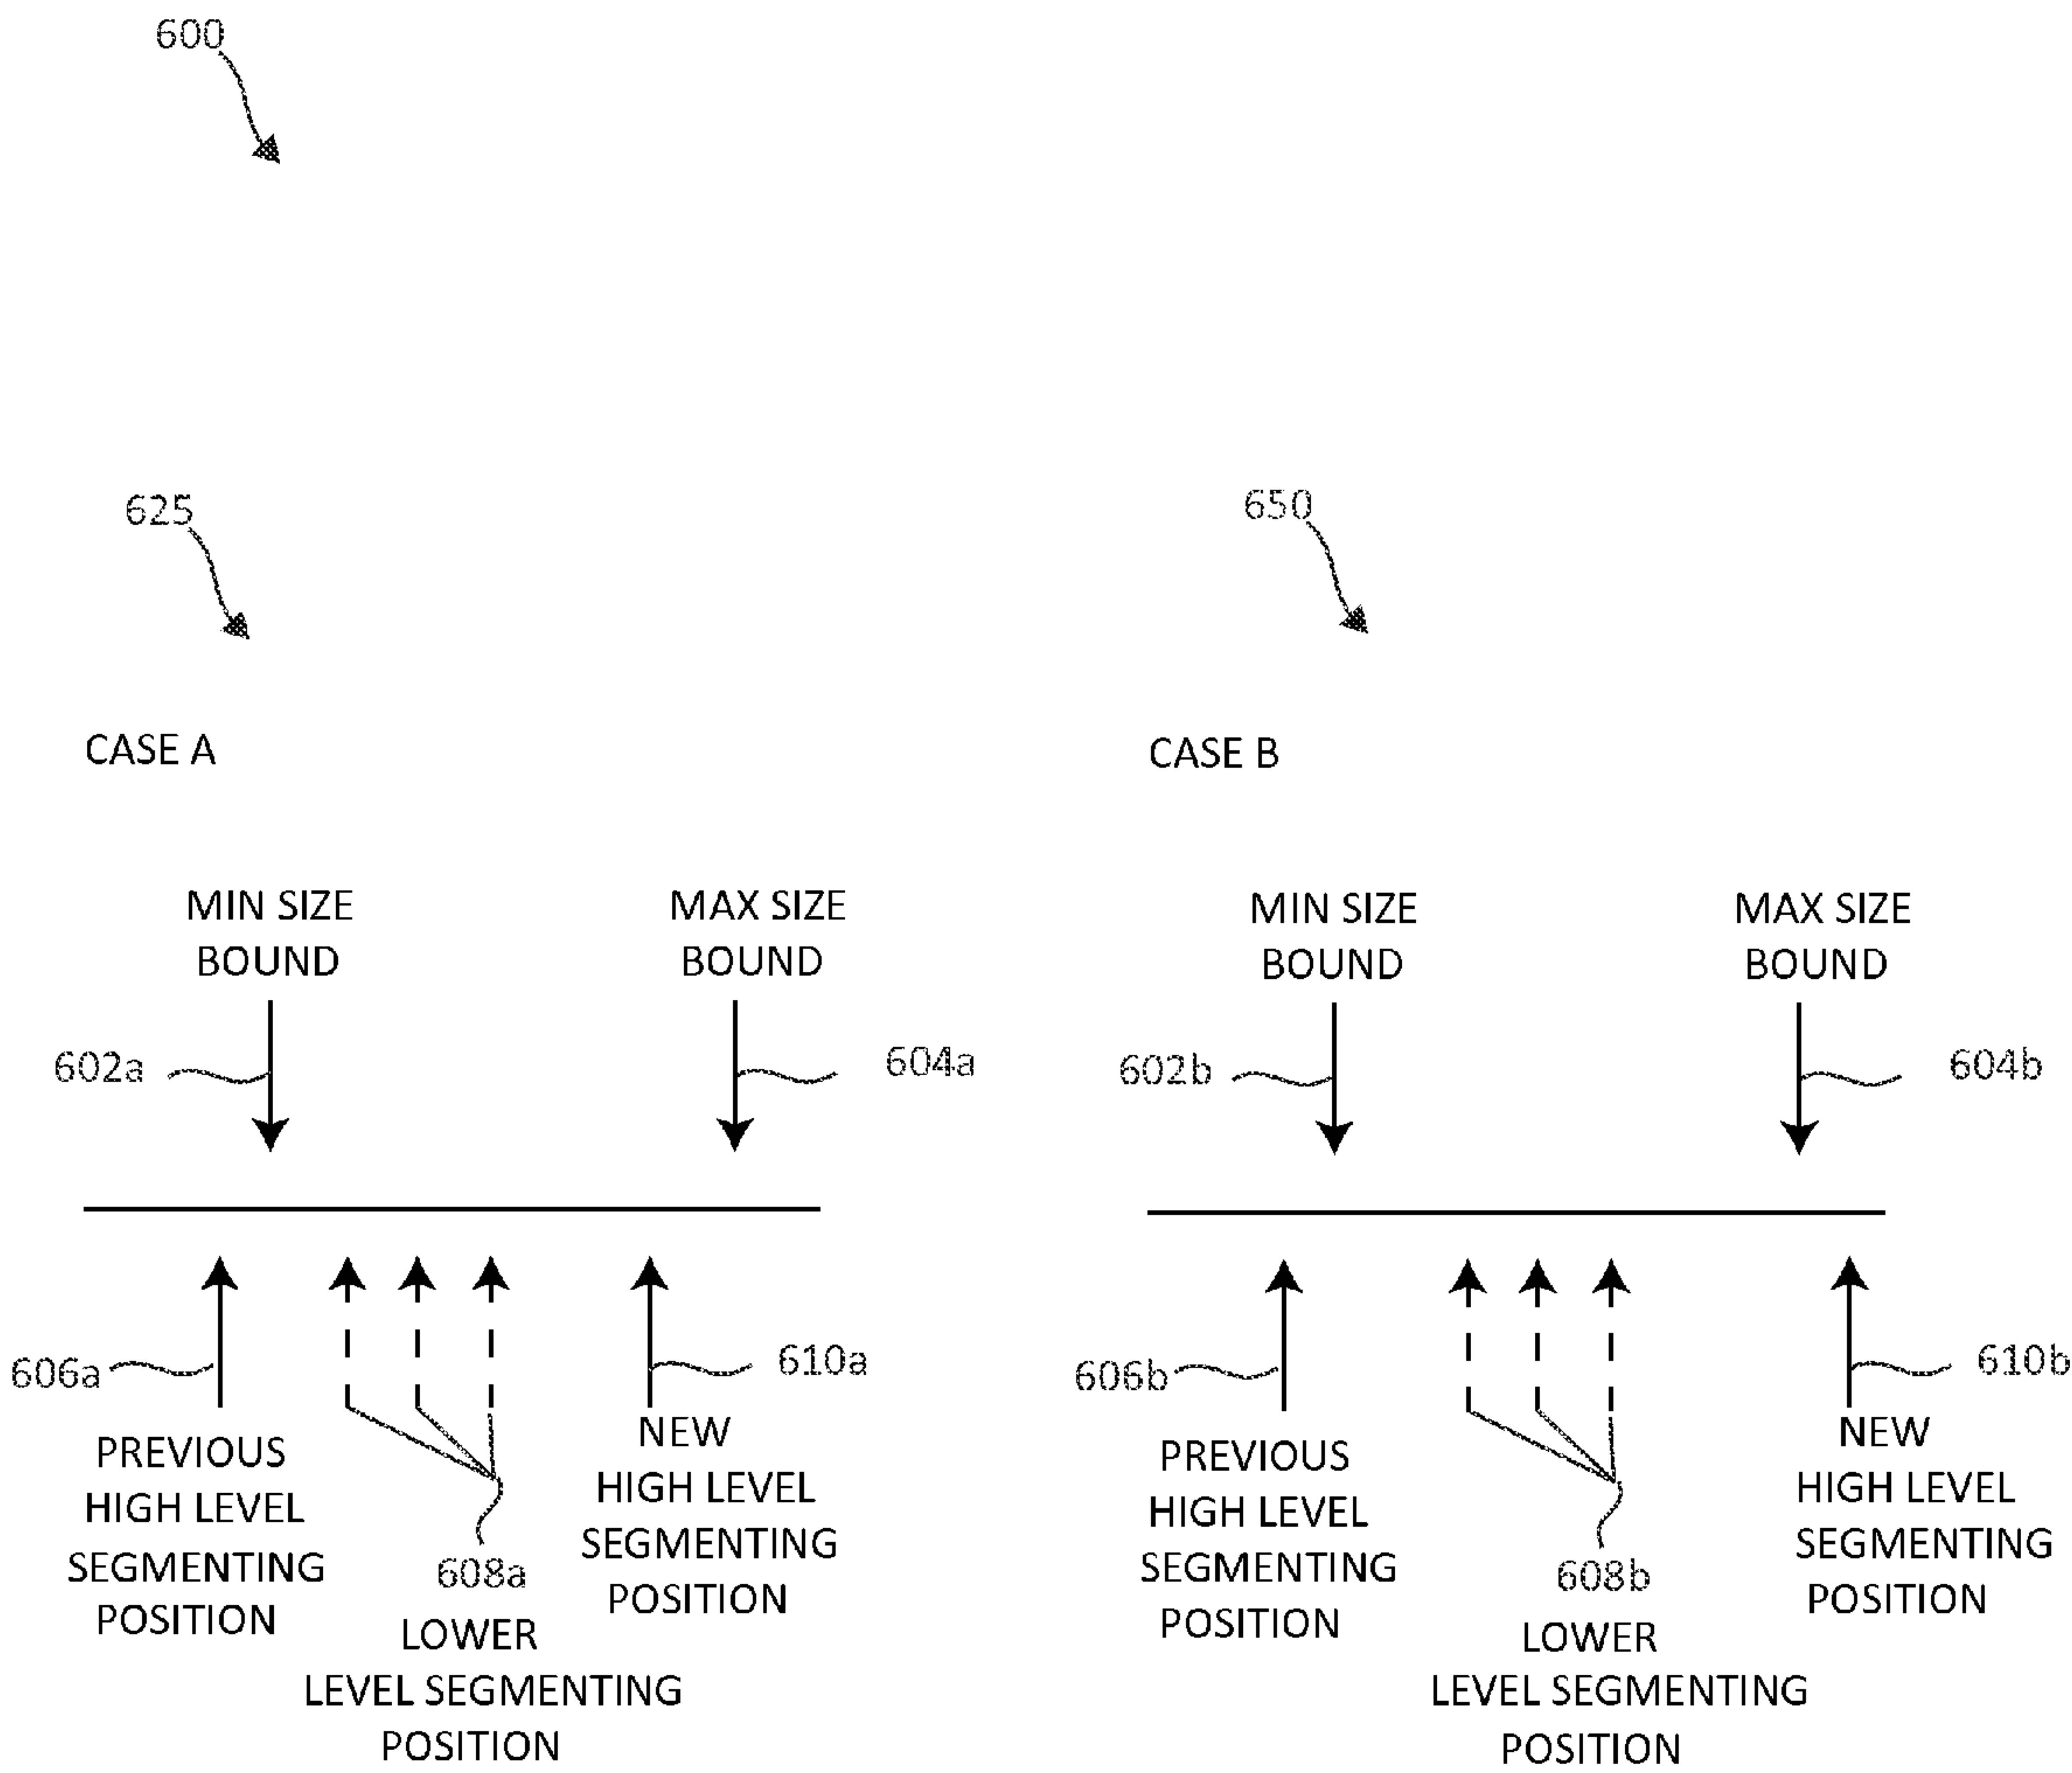 600
625
CASE A
MIN SIZE
BOUND
MAX SIZE
BOUND
602a
604a
606a
610a
PREVIOUS
HIGH LEVEL
SEGMENTING
POSITION
608a
LOWER
LEVEL SEGMENTING
POSITION
NEW
HIGH LEVEL
SEGMENTING
POSITION
650
CASE B
MIN SIZE
BOUND
MAX SIZE
BOUND
602b
604b
606b
610b
PREVIOUS
HIGH LEVEL
SEGMENTING
POSITION
608b
LOWER
LEVEL SEGMENTING
POSITION
NEW
HIGH LEVEL
SEGMENTING
POSITION